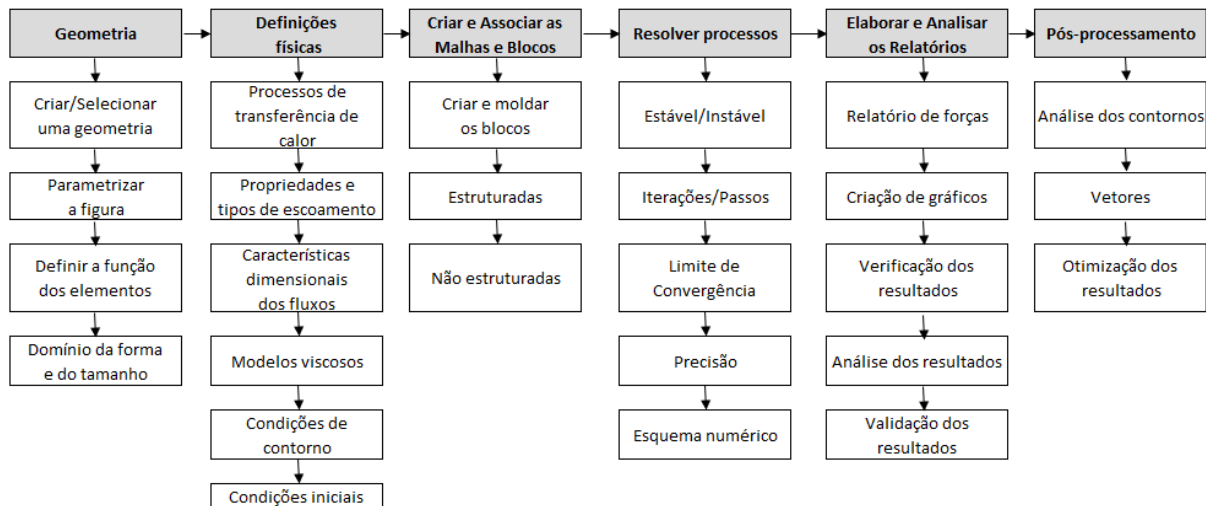 Geometria
Criar/Selecionar
uma geometria
Parametrizar
a figura
Definir a função
dos elementos
Domínio da forma
e do tamanho
Definições
físicas
Processos de
transferência de
calor
Propriedades e
tipos de escoamento
Características
dimensionais
dos fluxos
Modelos viscosos
Condições de
contorno
Condições iniciais
Criar e Associar as
Malhas e Blocos
Criar e moldar
os blocos
Estruturadas
Não estruturadas
Resolver processos
Estável/Instável
Iterações/Passos
Limite de
Convergência
Precisão
Esquema numérico
Elaborar e Analisar
os Relatórios
Relatório de forças
Criação de gráficos
Verificação dos
resultados
Análise dos resultados
Validação dos
resultados
Pós-processamento
Análise dos contornos
Vetores
Otimização dos
resultados